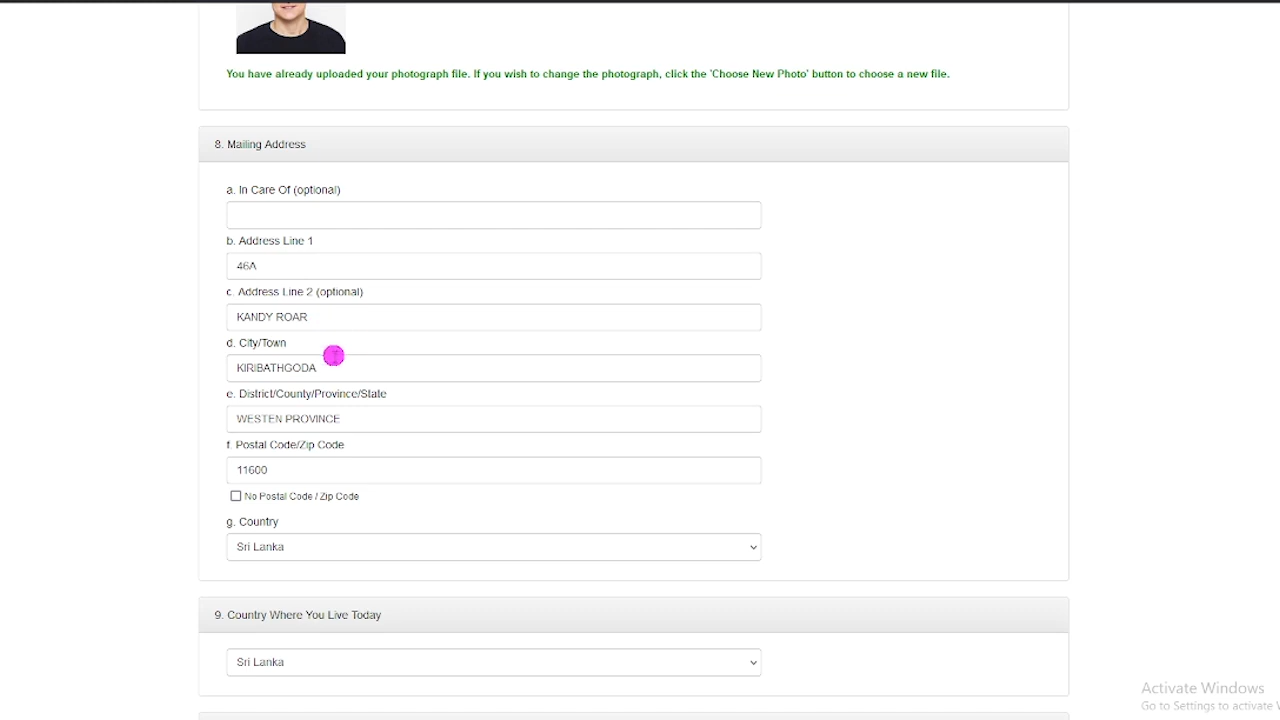 You have already uploaded your photograph file. If you wish to change the photograph, click the 'Choose New Photo' button to choose a new file.
8. Mailing Address
a. In Care Of (optional)
b. Address Line 1
46A
c. Address Line 2 (optional)
KANDY ROAR
d. City/Town
KIRIBATHGODA
e. District/County/Province/State
WESTEN PROVINCE
f. Postal Code/Zip Code
11600
No Postal Code / Zip Code
g. Country
Sri Lanka
9. Country Where You Live Today
Sri Lanka
Activate Windows
Go to Settings to activate